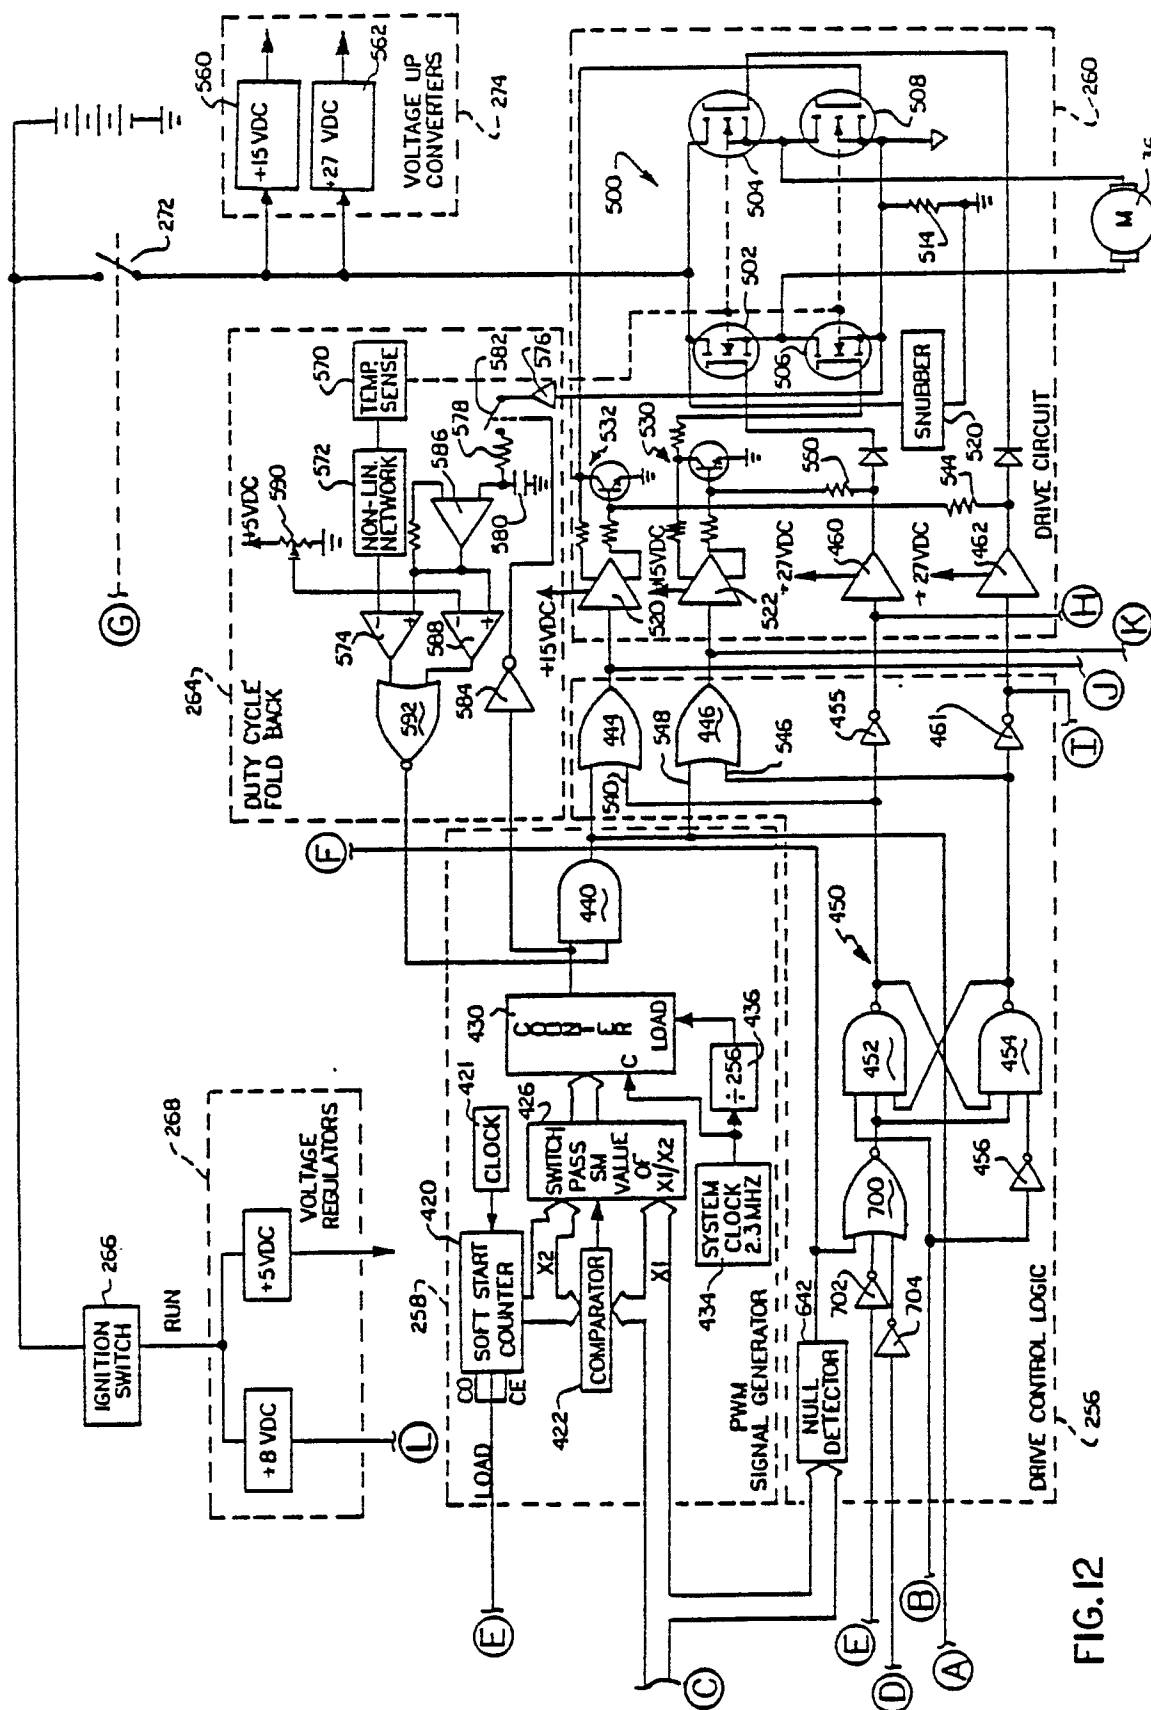 FIG.12
IGNITION
SWITCH
266
RUN
268
+8 VDC
+5VDC
VOLTAGE
REGULATORS
L
G
272
560
+15VDC
+27 VDC
562
VOLTAGE UP
CONVERTERS
274
264
DUTY CYCLE
FOLD BACK
+5VDC
590
572
NON-LIN.
NETWORK
570
TEMP.
SENSE
574
-
+
588
-
+
586
578
582
576
580
592
584
258
LOAD
CO
CE
420
SOFT START
COUNTER
421
CLOCK
X2
422
COMPARATOR
426
SWITCH
PASS
SM
VALUE
OF
X1/X2
X1
430
COUNTER
C
LOAD
434
SYSTEM
CLOCK
2.3 MHZ
÷256
436
440
PWM
SIGNAL GENERATOR
F
E
C
642
NULL
DETECTOR
702
704
700
456
450
452
454
DRIVE CONTROL LOGIC
256
E
D
B
A
540
444
548
446
546
455
461
J
I
K
H
+15VDC
520
+15VDC
522
532
530
+27VDC
460
+27VDC
462
560
544
SNUBBER
520
500
502
504
506
508
514
DRIVE CIRCUIT
260
M